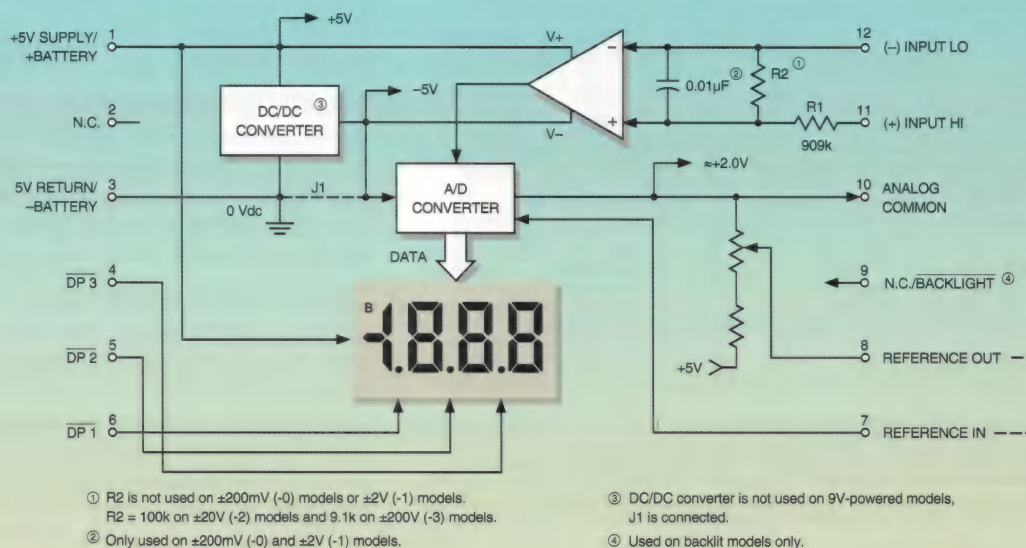 +5V SUPPLY/
+BATTERY
1
N.C.
2
5V RETURN/
–BATTERY
3
DP 3
4
DP 2
5
DP 1
6
+5V
DC/DC ③
CONVERTER
0 Vdc
J1
–5V
V+
V–
–
+
A/D
CONVERTER
DATA
B
-1.8.8.8
0.01µF ②
R2 ①
R1
909k
≈+2.0V
+5V
12
(–) INPUT LO
11
(+) INPUT HI
10
ANALOG
COMMON
9
N.C./BACKLIGHT ④
8
REFERENCE OUT
7
REFERENCE IN
① R2 is not used on ±200mV (-0) models or ±2V (-1) models.
R2 = 100k on ±20V (-2) models and 9.1k on ±200V (-3) models.
② Only used on ±200mV (-0) and ±2V (-1) models.
③ DC/DC converter is not used on 9V-powered models,
J1 is connected.
④ Used on backlit models only.